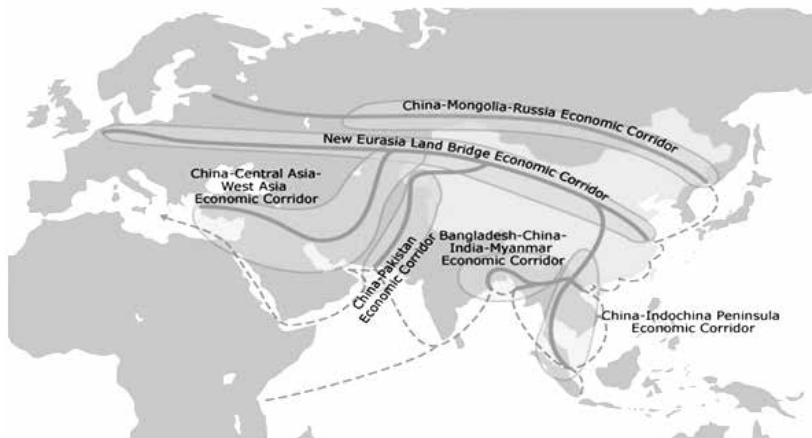 China-Mongolia-Russia Economic Corridor
New Eurasia Land Bridge Economic Corridor
China-Central Asia-
West Asia
Economic Corridor
China-Pakistan
Economic Corridor
Bangladesh-China-
India-Myanmar
Economic Corridor
China-Indochina Peninsula
Economic Corridor